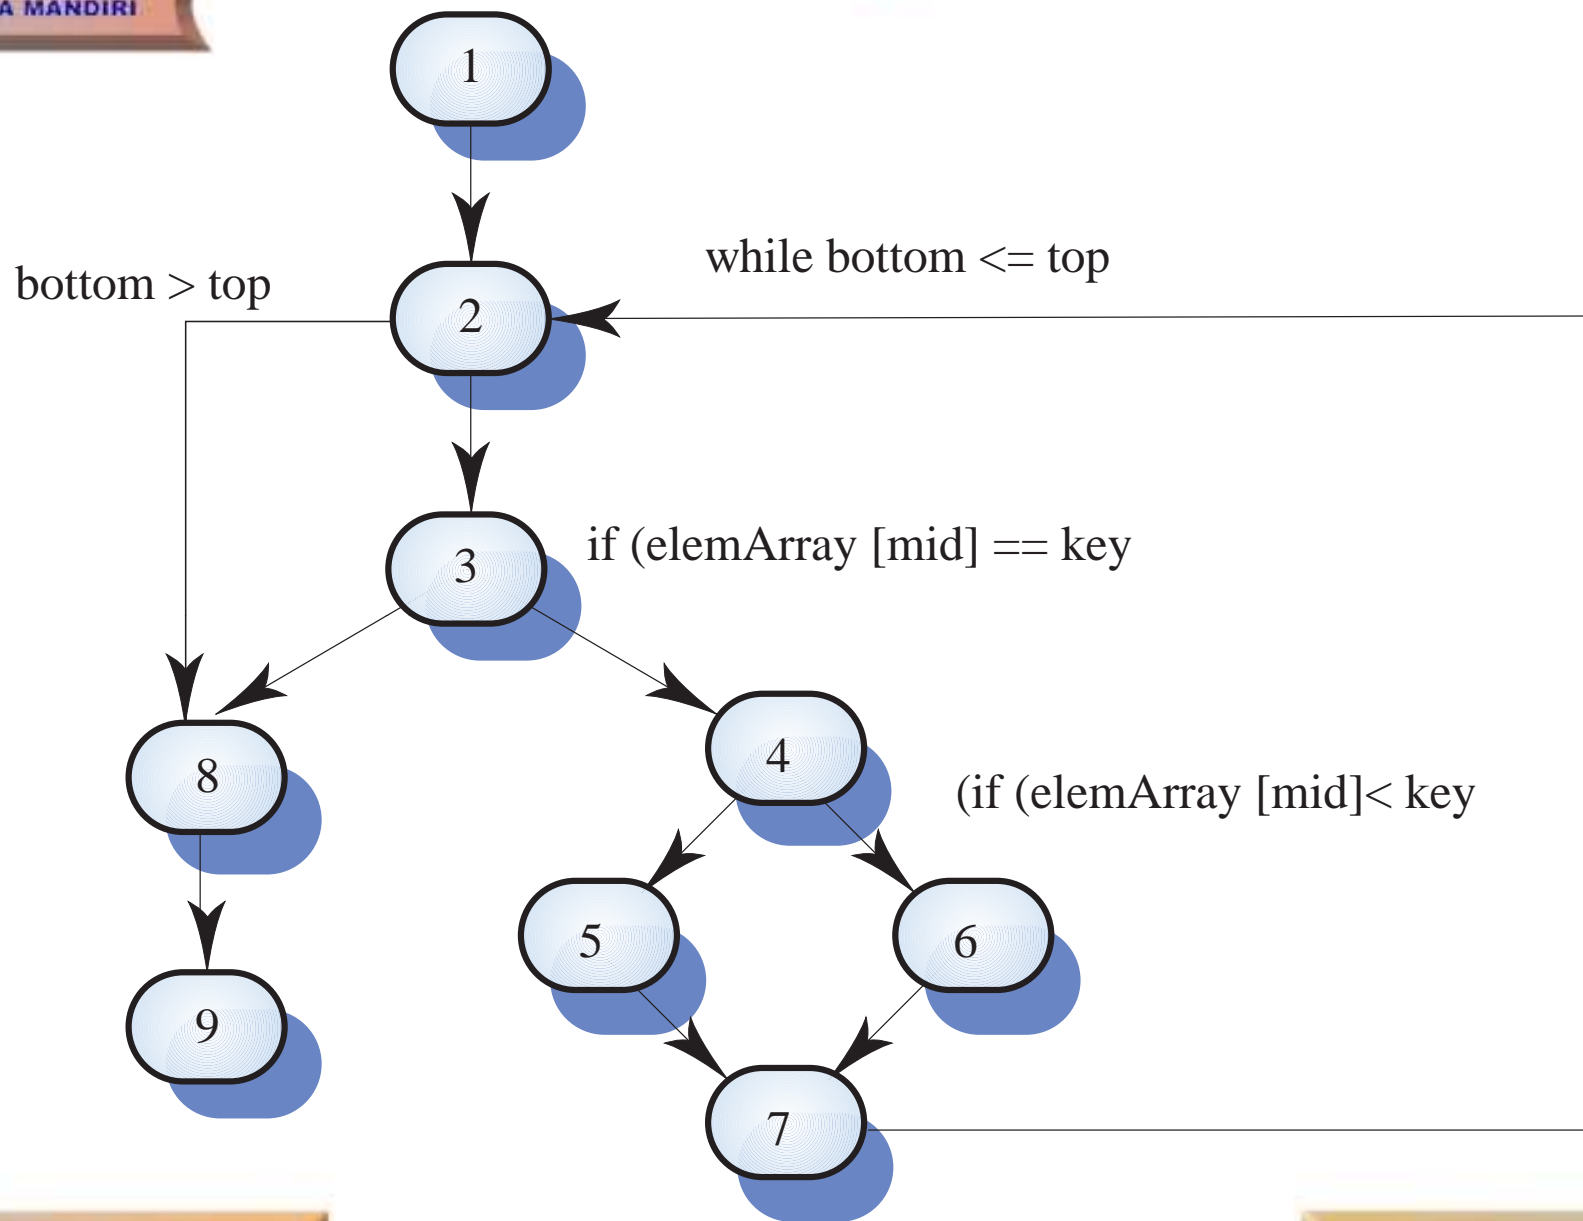 A MANDIRI
1
while bottom <= top
bottom > top
2
if (elemArray [mid] == key
3
4
8
(if (elemArray [mid]< key
5
6
9
7